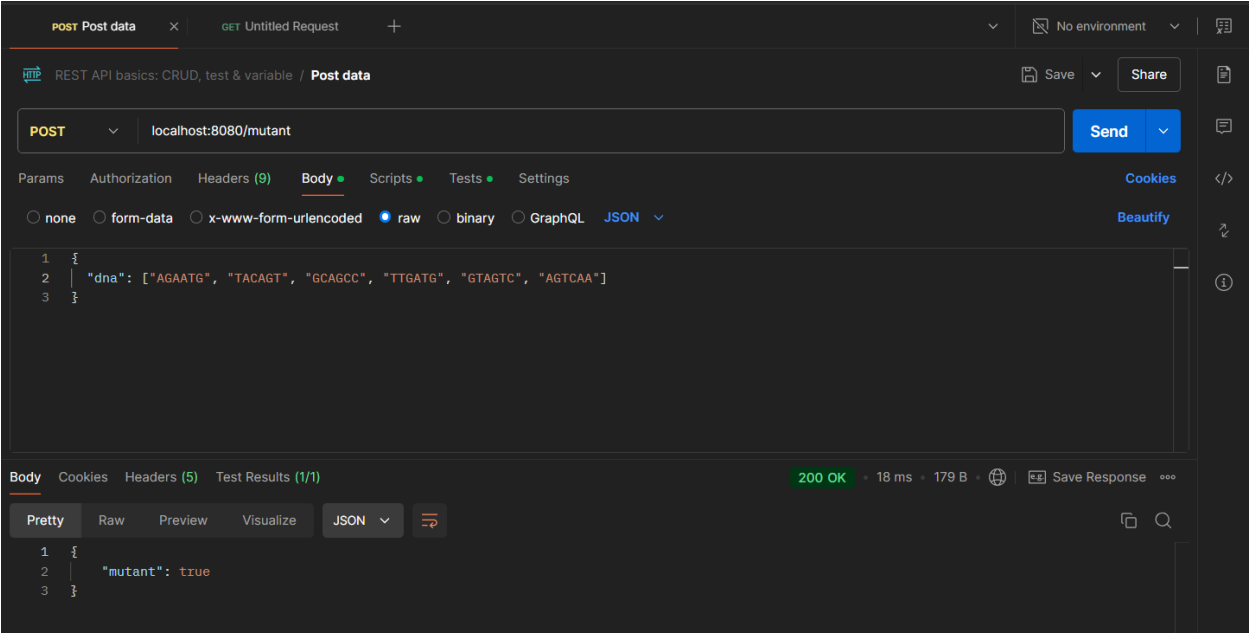 POST Post data GET Untitled Request No environment
HTTP REST API basics: CRUD, test & variable / Post data Save Share
POST localhost:8080/mutant Send
Params Authorization Headers (9) Body Scripts Tests Settings Cookies
none form-data x-www-form-urlencoded raw binary GraphQL JSON Beautify
1 {
2 "dna": ["AGAATG", "TACAGT", "GCAGCC", "TTGATG", "GTAGTC", "AGTCAA"]
3 }
Body Cookies Headers (5) Test Results (1/1) 200 OK 18 ms 179 B e.g. Save Response
Pretty Raw Preview Visualize JSON
1 {
2 "mutant": true
3 }